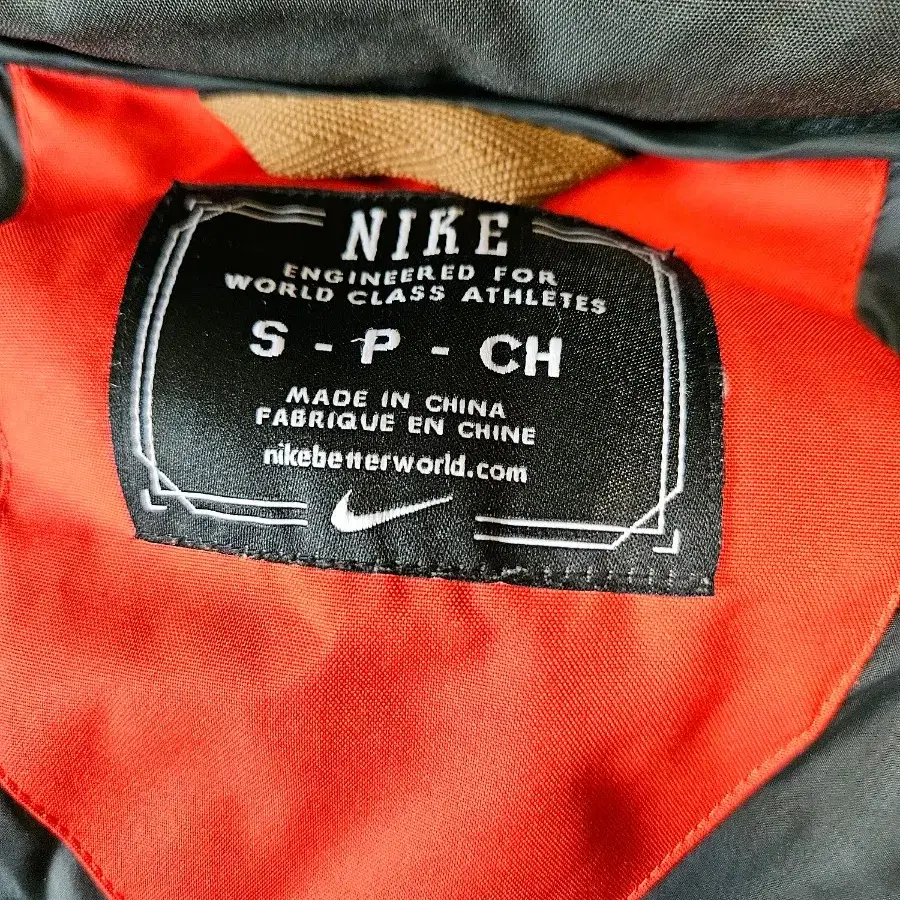 NIKE
ENGINEERED FOR
WORLD CLASS ATHLETES
S - P - CH
MADE IN CHINA
FABRIQUE EN CHINE
nikebetterworld.com